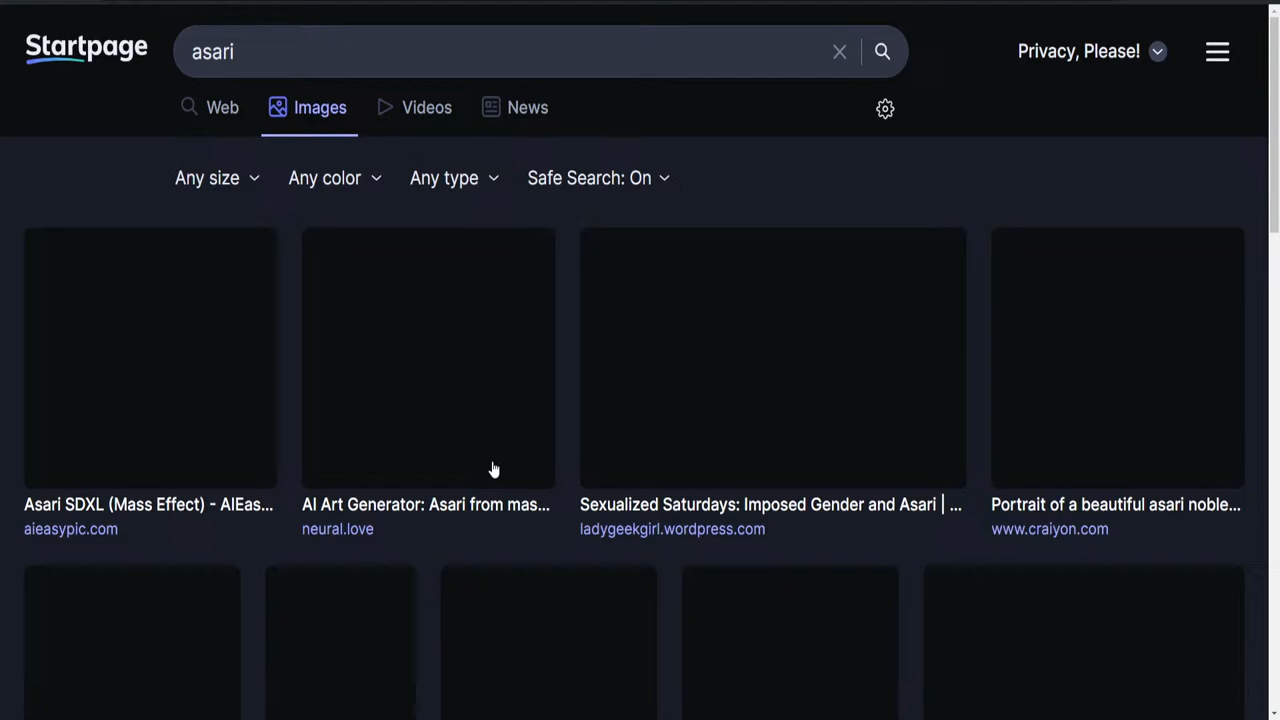 Startpage
asari
Privacy, Please!
Web
Images
Videos
News
Any size
Any color
Any type
Safe Search: On
Asari SDXL (Mass Effect) - AIEas...
AI Art Generator: Asari from mas...
Sexualized Saturdays: Imposed Gender and Asari | ...
Portrait of a beautiful asari noble...
aieasypic.com
neural.love
ladygeekgirl.wordpress.com
www.craiyon.com